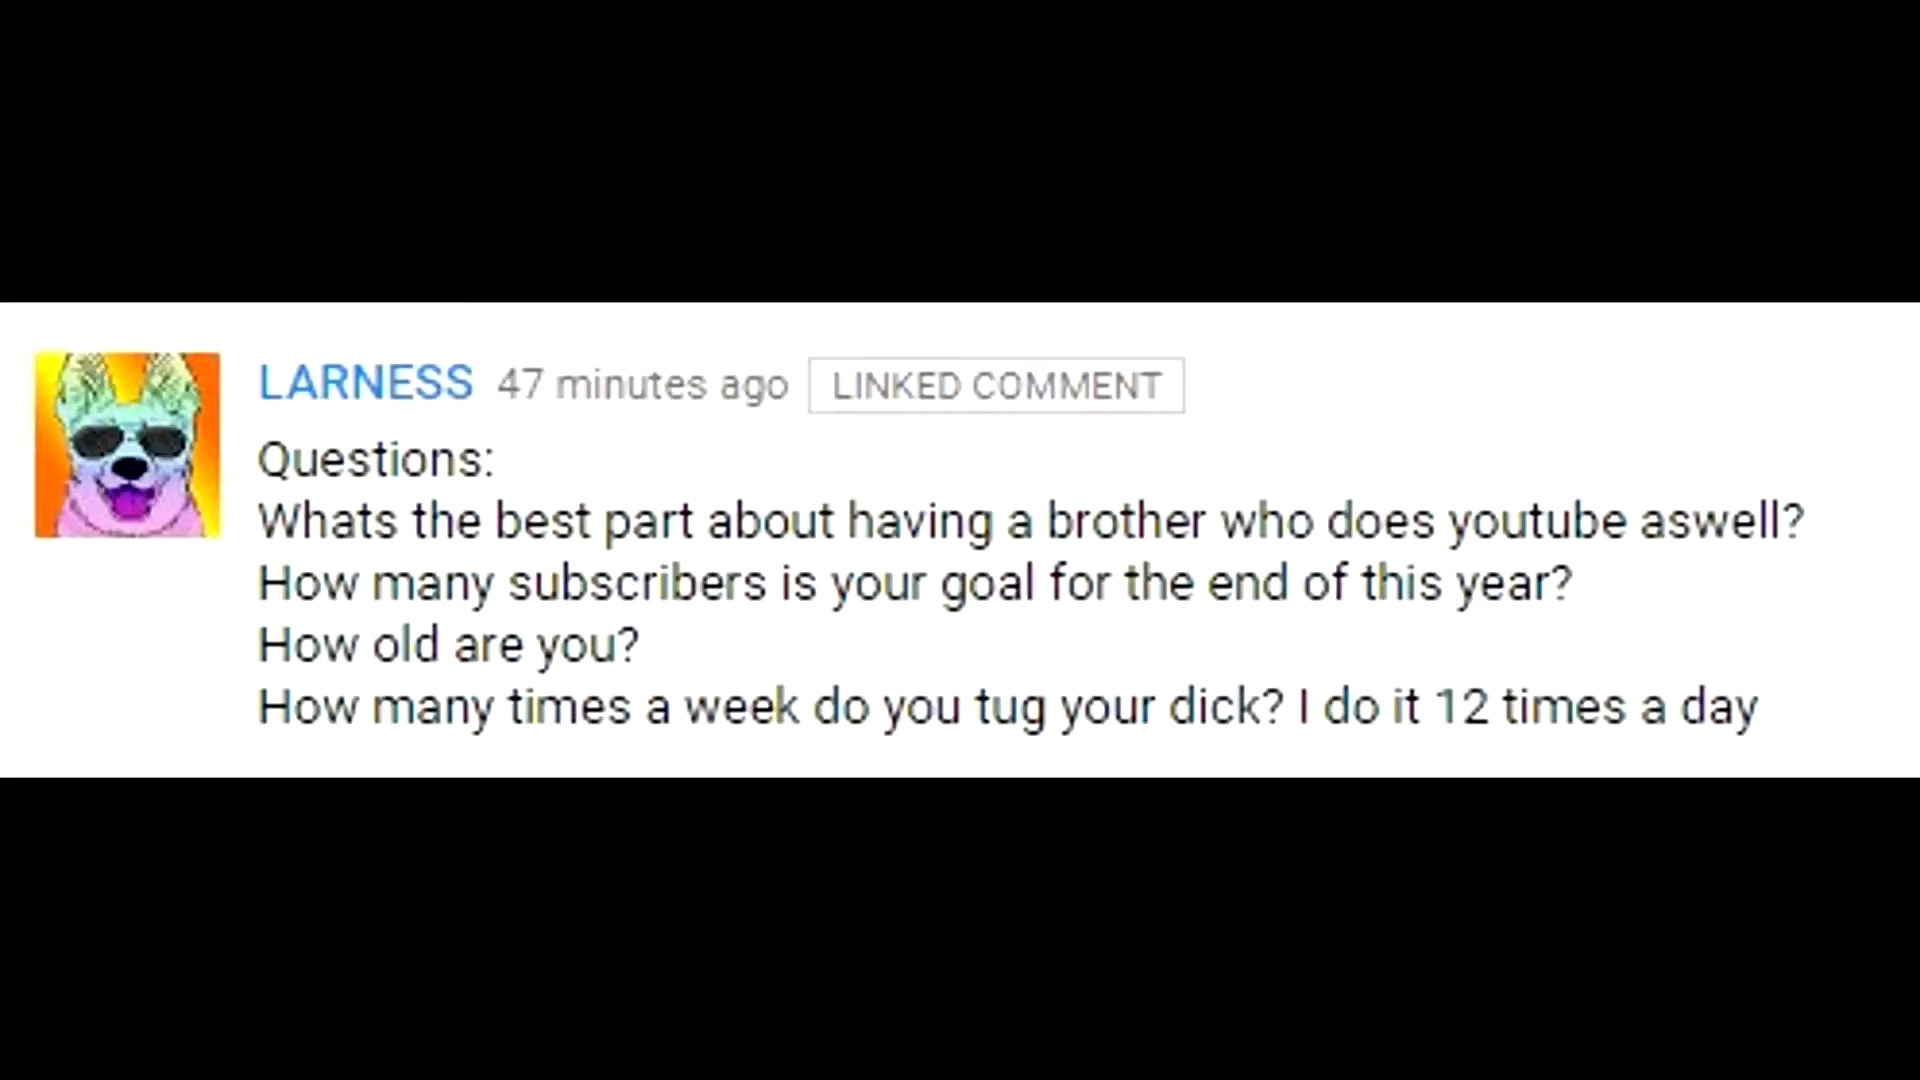 LARNESS 47 minutes ago LINKED COMMENT
Questions:
Whats the best part about having a brother who does youtube aswell?
How many subscribers is your goal for the end of this year?
How old are you?
How many times a week do you tug your dick? I do it 12 times a day